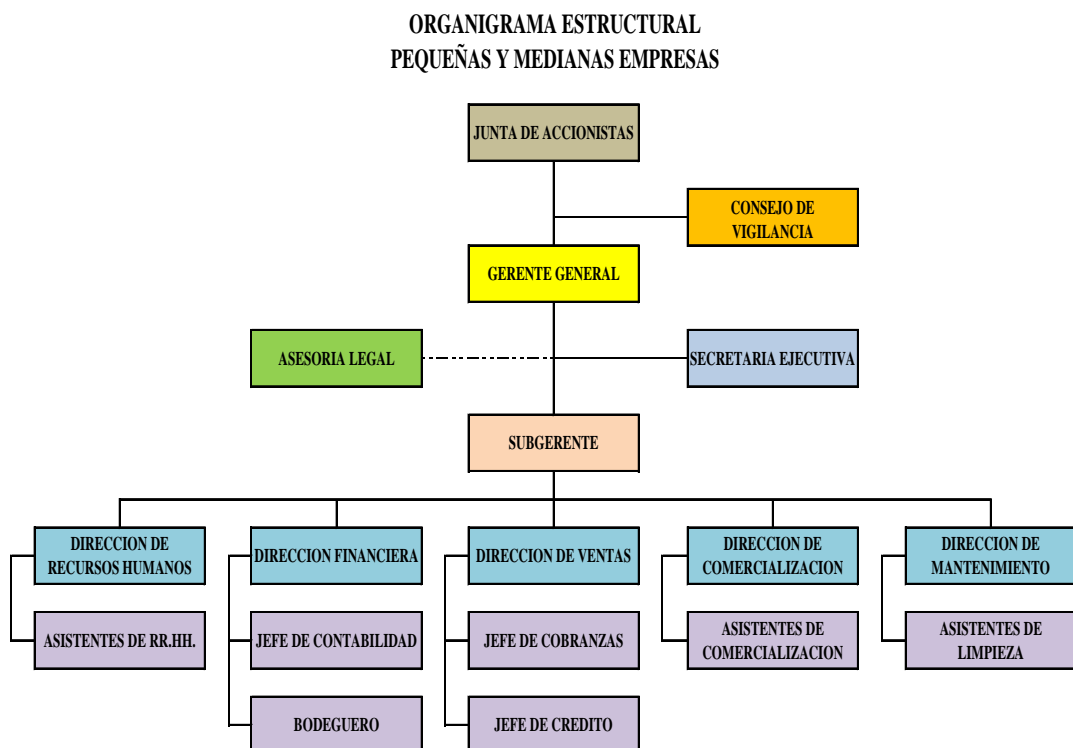 ORGANIGRAMA ESTRUCTURAL
PEQUEÑAS Y MEDIANAS EMPRESAS
JUNTA DE ACCIONISTAS
CONSEJO DE
VIGILANCIA
GERENTE GENERAL
ASESORIA LEGAL
SECRETARIA EJECUTIVA
SUBGERENTE
DIRECCION DE
RECURSOS HUMANOS
DIRECCION FINANCIERA
DIRECCION DE VENTAS
DIRECCION DE
COMERCIALIZACION
DIRECCION DE
MANTENIMIENTO
ASISTENTES DE RR.HH.
JEFE DE CONTABILIDAD
JEFE DE COBRANZAS
ASISTENTES DE
COMERCIALIZACION
ASISTENTES DE
LIMPIEZA
BODEGUERO
JEFE DE CREDITO